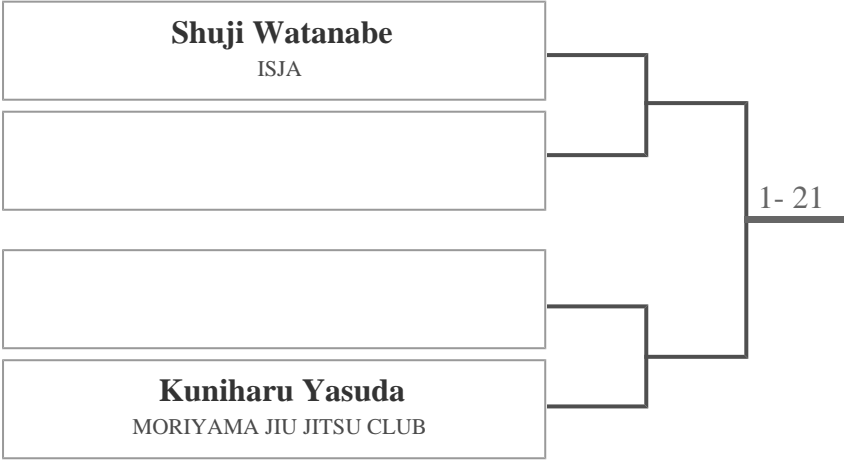 Shuji Watanabe
ISJA
1- 21
Kuniharu Yasuda
MORIYAMA JIU JITSU CLUB